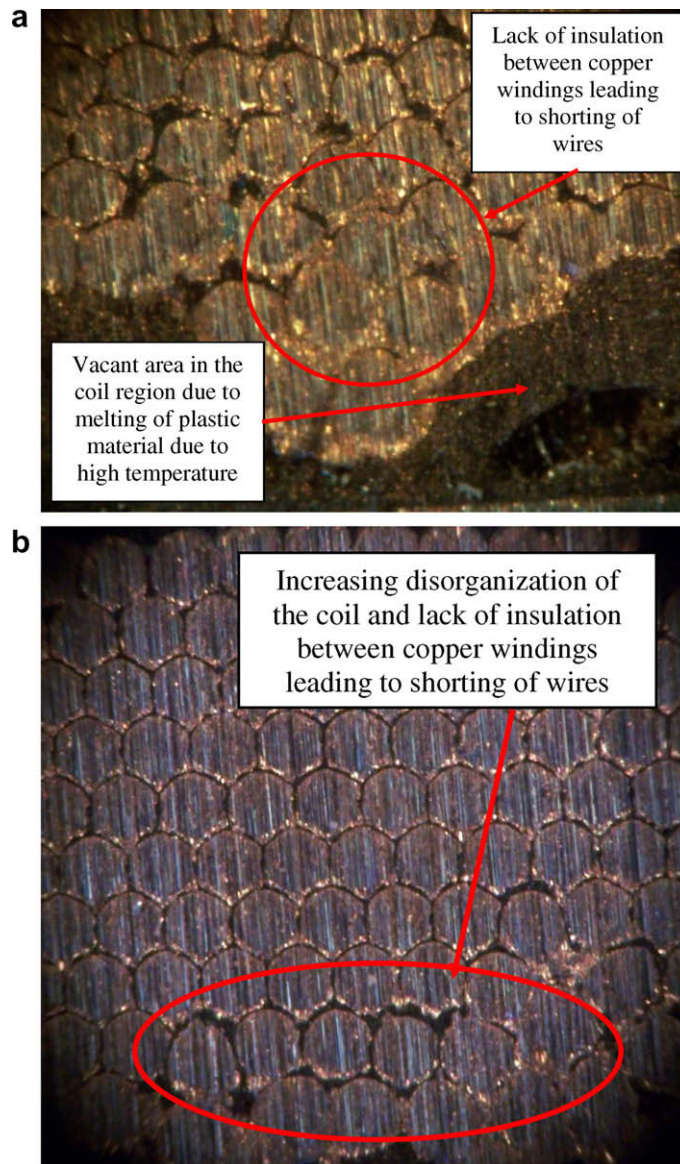 a
Lack of insulation
between copper
windings leading
to shorting of
wires
Vacant area in the
coil region due to
melting of plastic
material due to
high temperature
b
Increasing disorganization of
the coil and lack of insulation
between copper windings
leading to shorting of wires